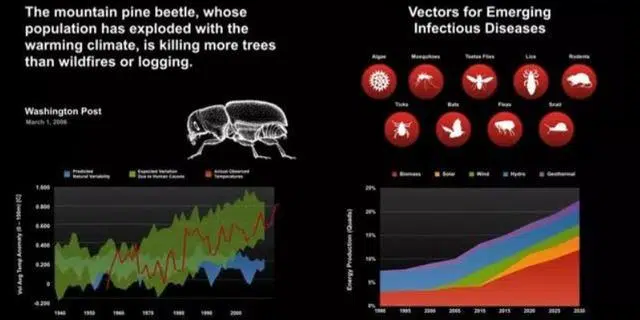 The mountain pine beetle, whose
population has exploded with the
warming climate, is killing more trees
than wildfires or logging.
Washington Post
March 1, 2006
Predicted
Natural Variability
Expected Variation
Due to Human Causes
Actual Observed
Temperatures
Vol Avg Temp Anomaly (0 – 100m) [C]
1.000
0.800
0.600
0.400
0.200
0
-0.200
1940
1950
1960
1970
1980
1990
2000
Vectors for Emerging
Infectious Diseases
Algae
Mosquitoes
Tsetse Flies
Lice
Rodents
Ticks
Bats
Fleas
Snail
Biomass
Solar
Wind
Hydro
Geothermal
Energy Production (Quads)
25%
20%
15%
10%
5%
0%
1990
1995
2000
2005
2010
2015
2020
2025
2030